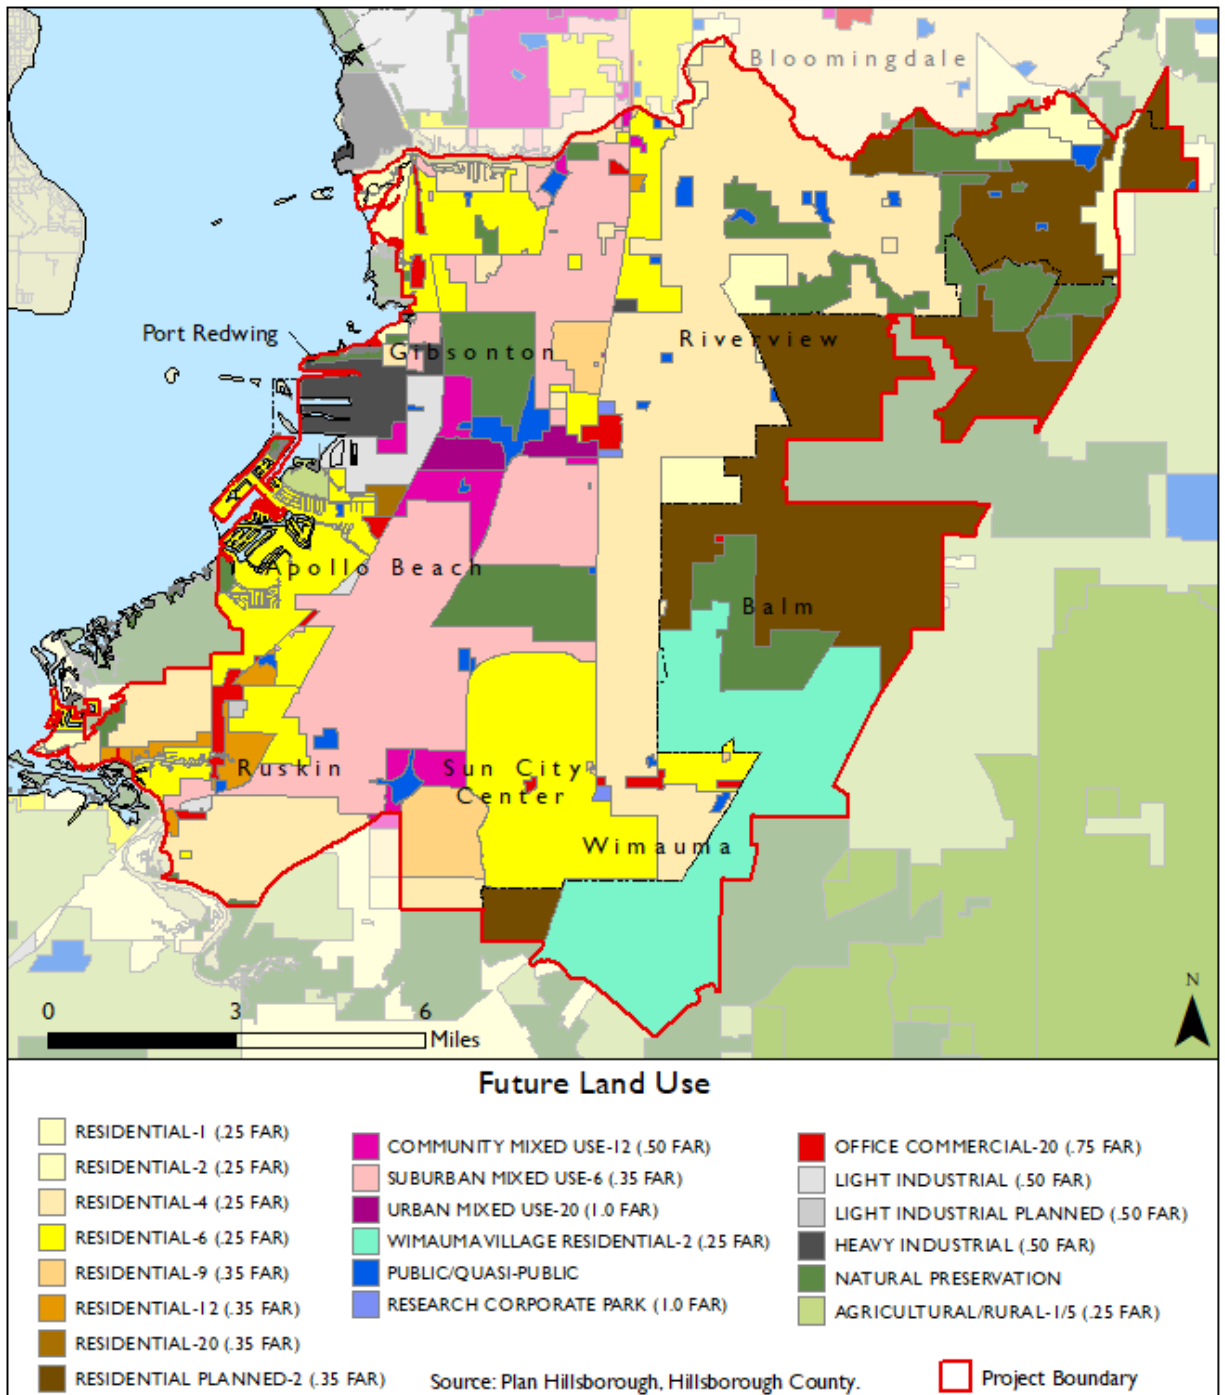 Bloomingdale
Port Redwing
Gibsonton
Riverview
Apollo Beach
Balm
Ruskin
Sun City
Center
Wimauma
0 3 6
Miles
N
Future Land Use
RESIDENTIAL-1 (.25 FAR)
RESIDENTIAL-2 (.25 FAR)
RESIDENTIAL-4 (.25 FAR)
RESIDENTIAL-6 (.25 FAR)
RESIDENTIAL-9 (.35 FAR)
RESIDENTIAL-12 (.35 FAR)
RESIDENTIAL-20 (.35 FAR)
RESIDENTIAL PLANNED-2 (.35 FAR)
COMMUNITY MIXED USE-12 (.50 FAR)
SUBURBAN MIXED USE-6 (.35 FAR)
URBAN MIXED USE-20 (1.0 FAR)
WIMAUMA VILLAGE RESIDENTIAL-2 (.25 FAR)
PUBLIC/QUASI-PUBLIC
RESEARCH CORPORATE PARK (1.0 FAR)
OFFICE COMMERCIAL-20 (.75 FAR)
LIGHT INDUSTRIAL (.50 FAR)
LIGHT INDUSTRIAL PLANNED (.50 FAR)
HEAVY INDUSTRIAL (.50 FAR)
NATURAL PRESERVATION
AGRICULTURAL/RURAL-1/5 (.25 FAR)
Source: Plan Hillsborough, Hillsborough County.
Project Boundary